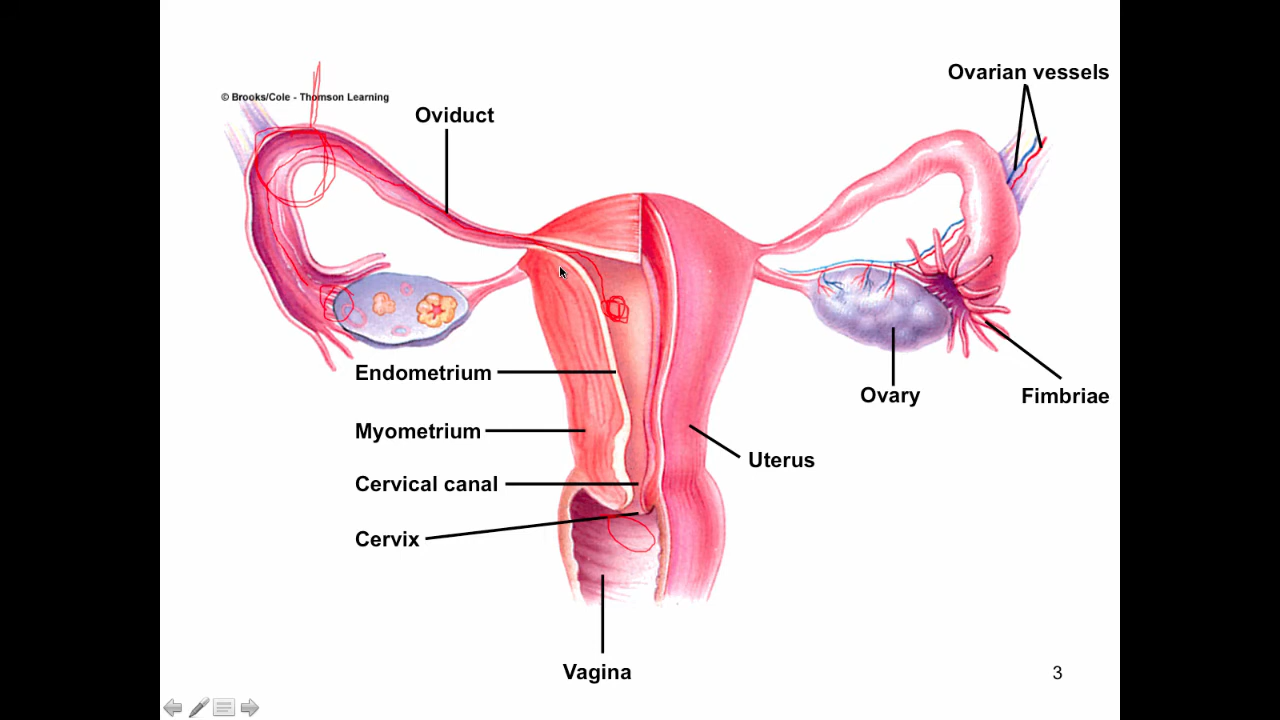 Ovarian vessels
© Brooks/Cole - Thomson Learning
Oviduct
Endometrium
Ovary
Fimbriae
Myometrium
Uterus
Cervical canal
Cervix
Vagina
3